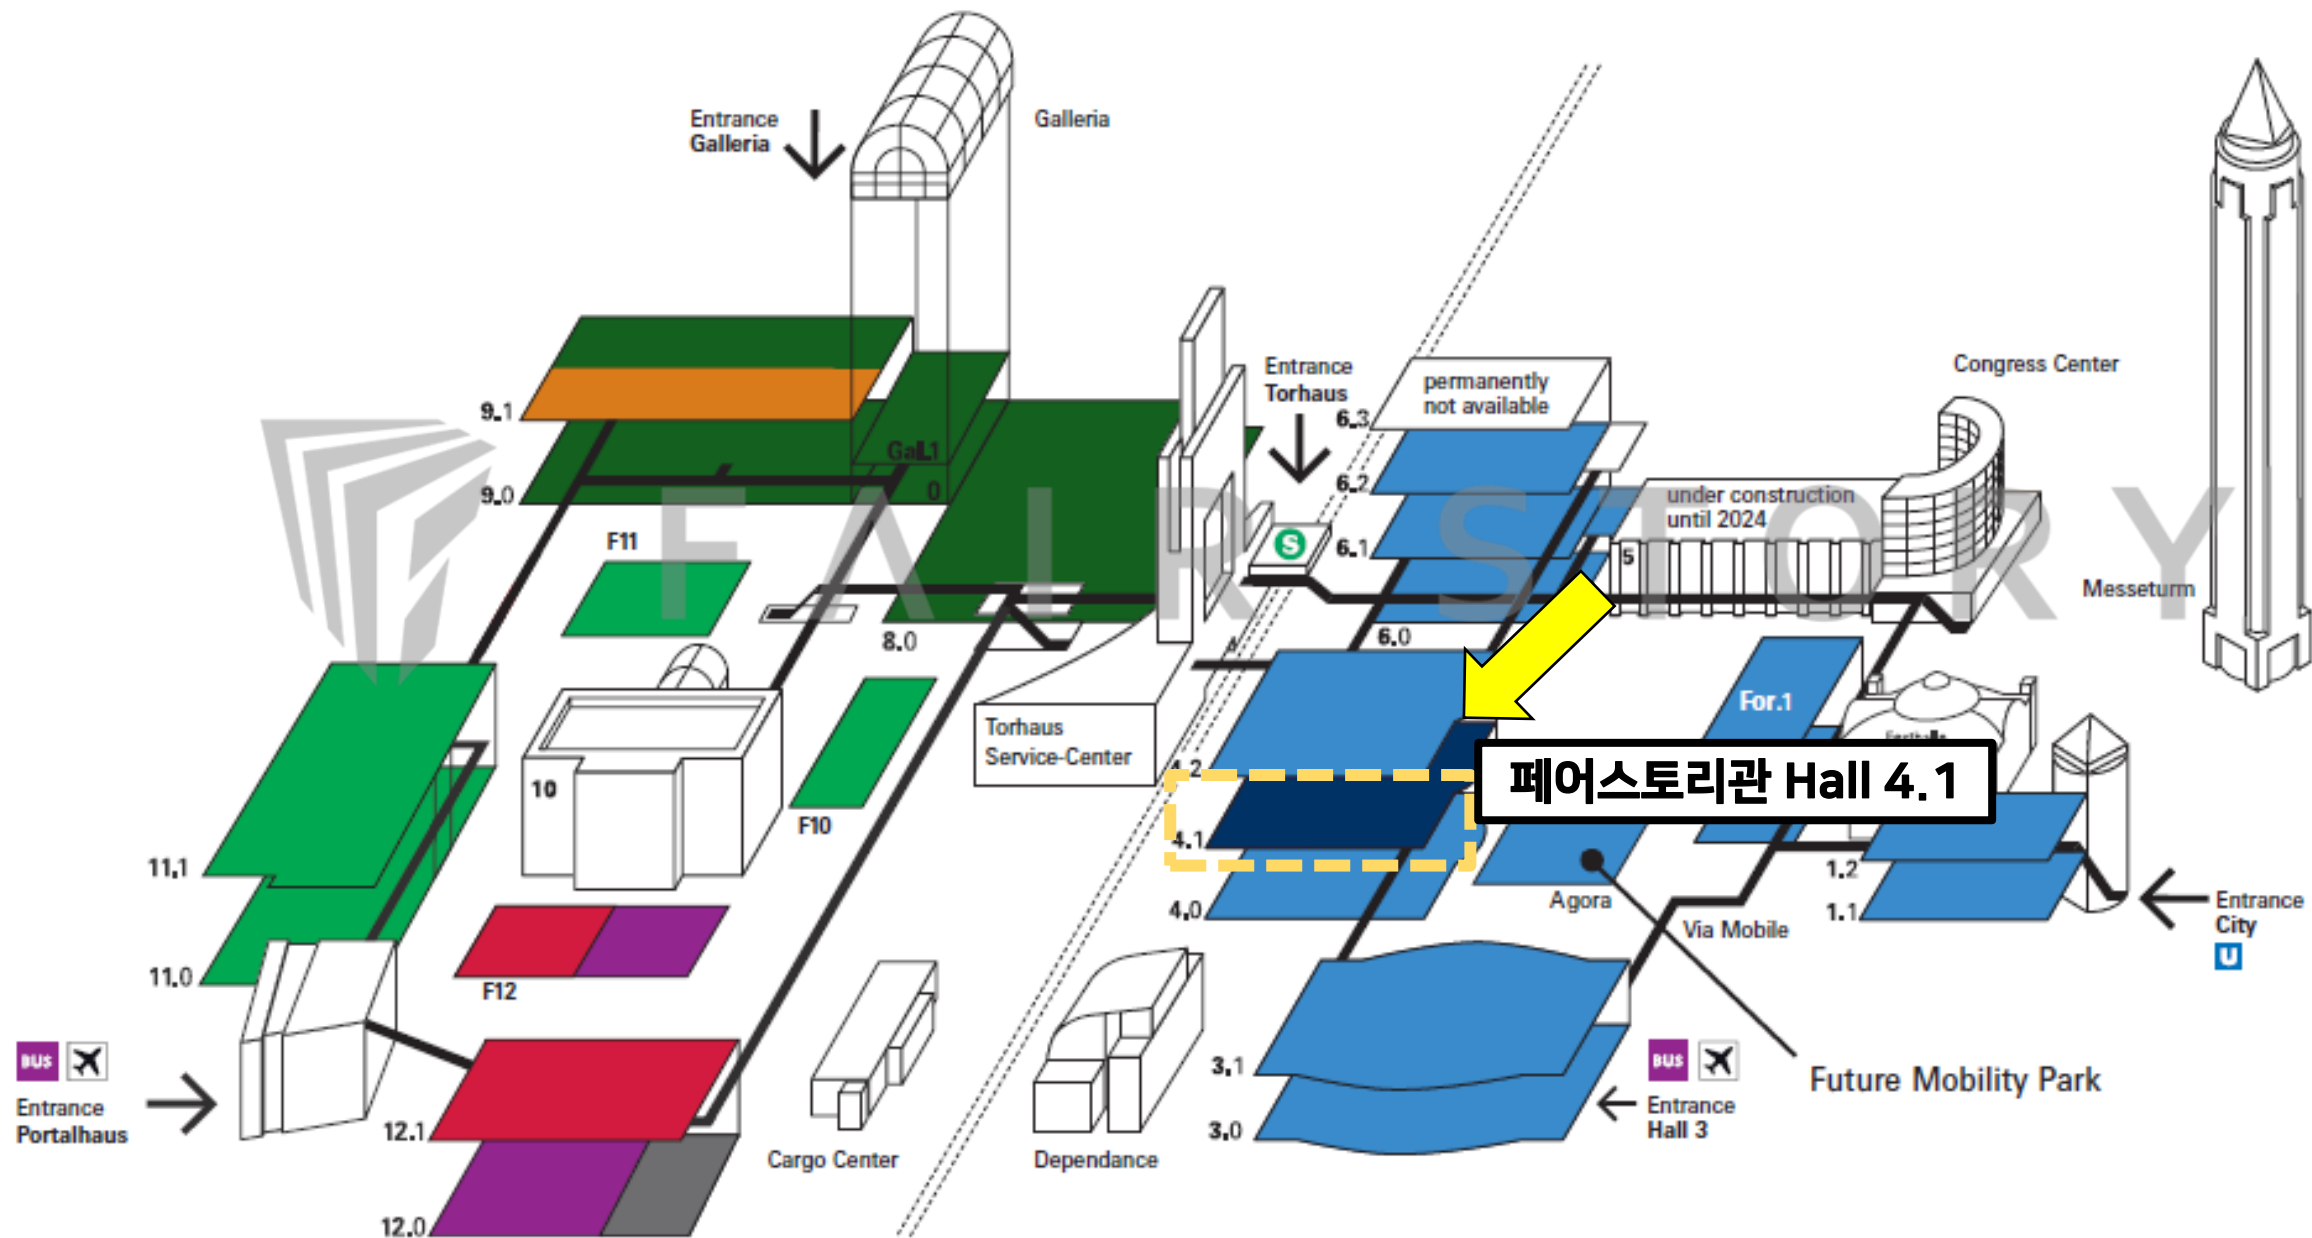 Entrance
Galleria
Galleria
Entrance
Torhaus
permanently
not available
Congress Center
6.3
9.1
Gal.1
0
6.2
9.0
under construction
until 2024
FAIR STORY
F11
S
6.1
5
Messeturm
8.0
6.0
4
For.1
Torhaus
Service-Center
4.2
페어스토리관 Hall 4.1
10
F10
4.1
11.1
1.2
Agora
4.0
1.1
Entrance
City
U
Via Mobile
11.0
F12
BUS
Entrance
Portalhaus
3.1
BUS
Future Mobility Park
Entrance
Hall 3
12.1
3.0
Cargo Center
Dependance
12.0